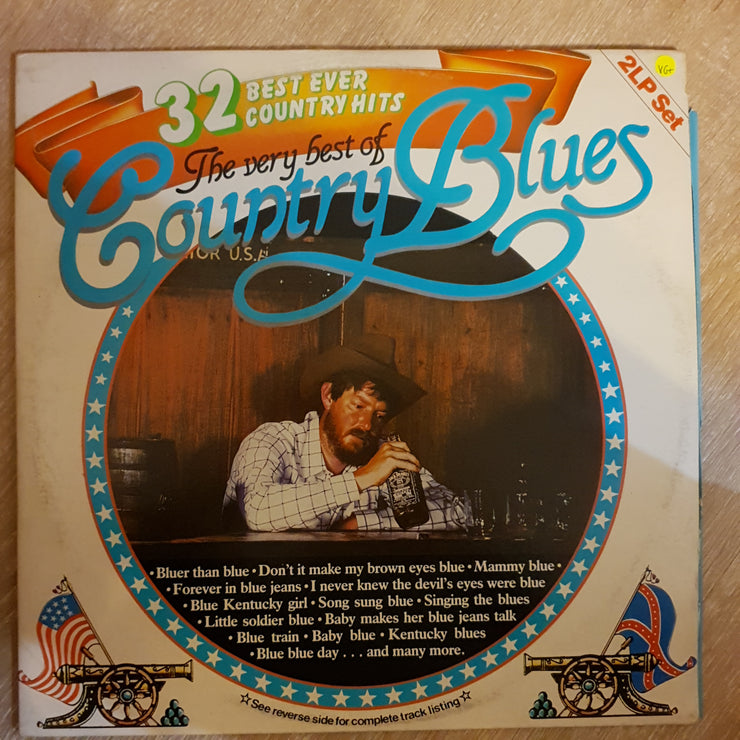 VG+
2LP Set
32 BEST EVER
COUNTRY HITS
The very best of
Country Blues
TOR U.S.A.
• Bluer than blue • Don't it make my brown eyes blue • Mammy blue •
• Forever in blue jeans • I never knew the devil's eyes were blue
• Blue Kentucky girl • Song sung blue • Singing the blues
• Little soldier blue • Baby makes her blue jeans talk
• Blue train • Baby blue • Kentucky blues
• Blue blue day . . . and many more.
☆See reverse side for complete track listing☆